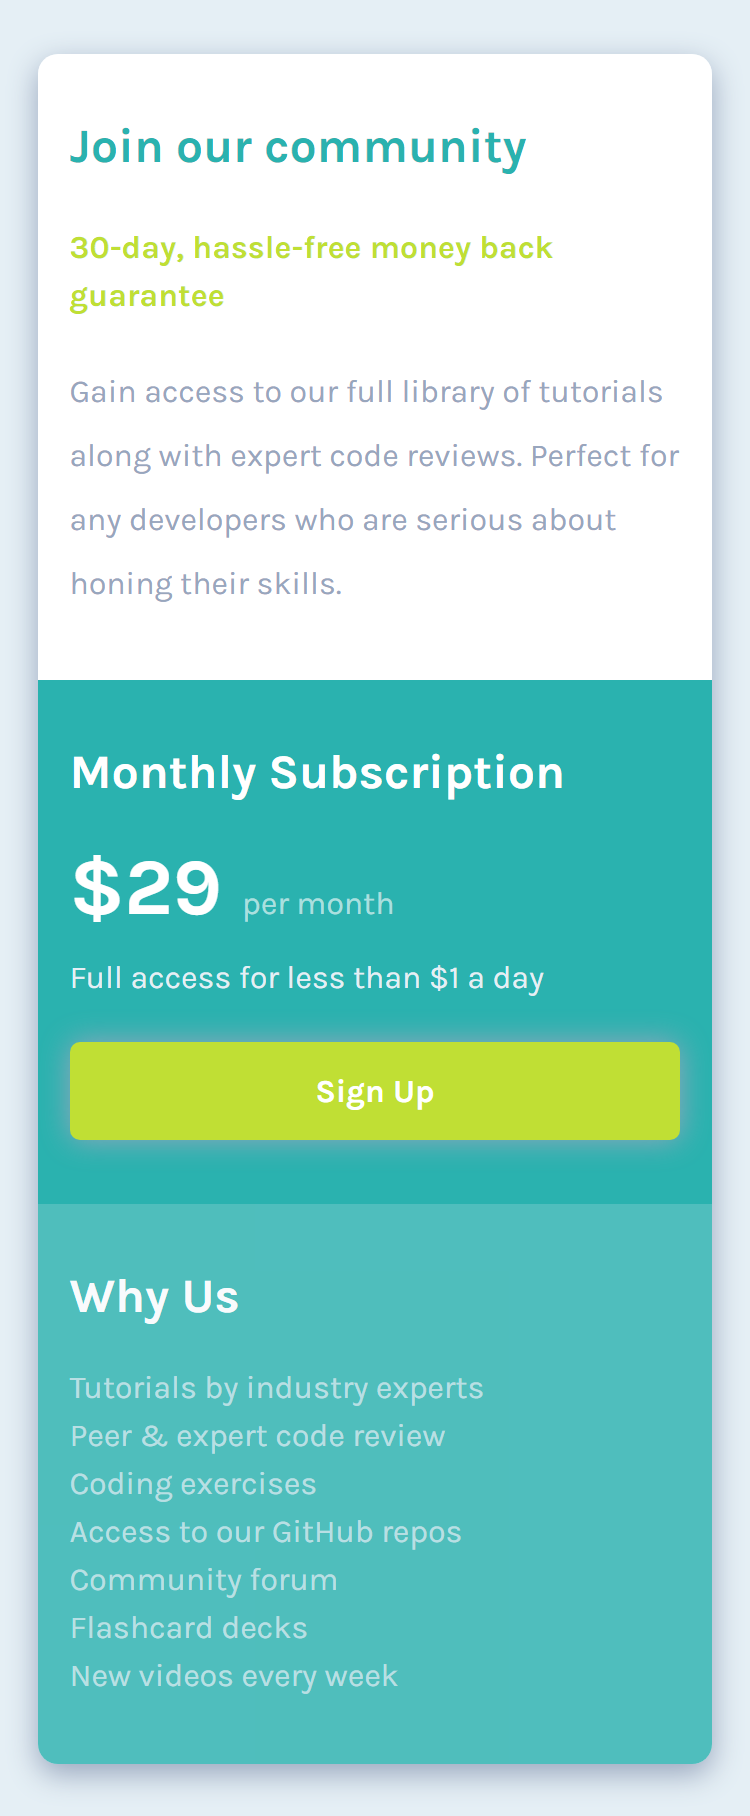 Join our community
30-day, hassle-free money back
guarantee
Gain access to our full library of tutorials
along with expert code reviews. Perfect for
any developers who are serious about
honing their skills.
Monthly Subscription
$29 per month
Full access for less than $1 a day
Sign Up
Why Us
Tutorials by industry experts
Peer & expert code review
Coding exercises
Access to our GitHub repos
Community forum
Flashcard decks
New videos every week